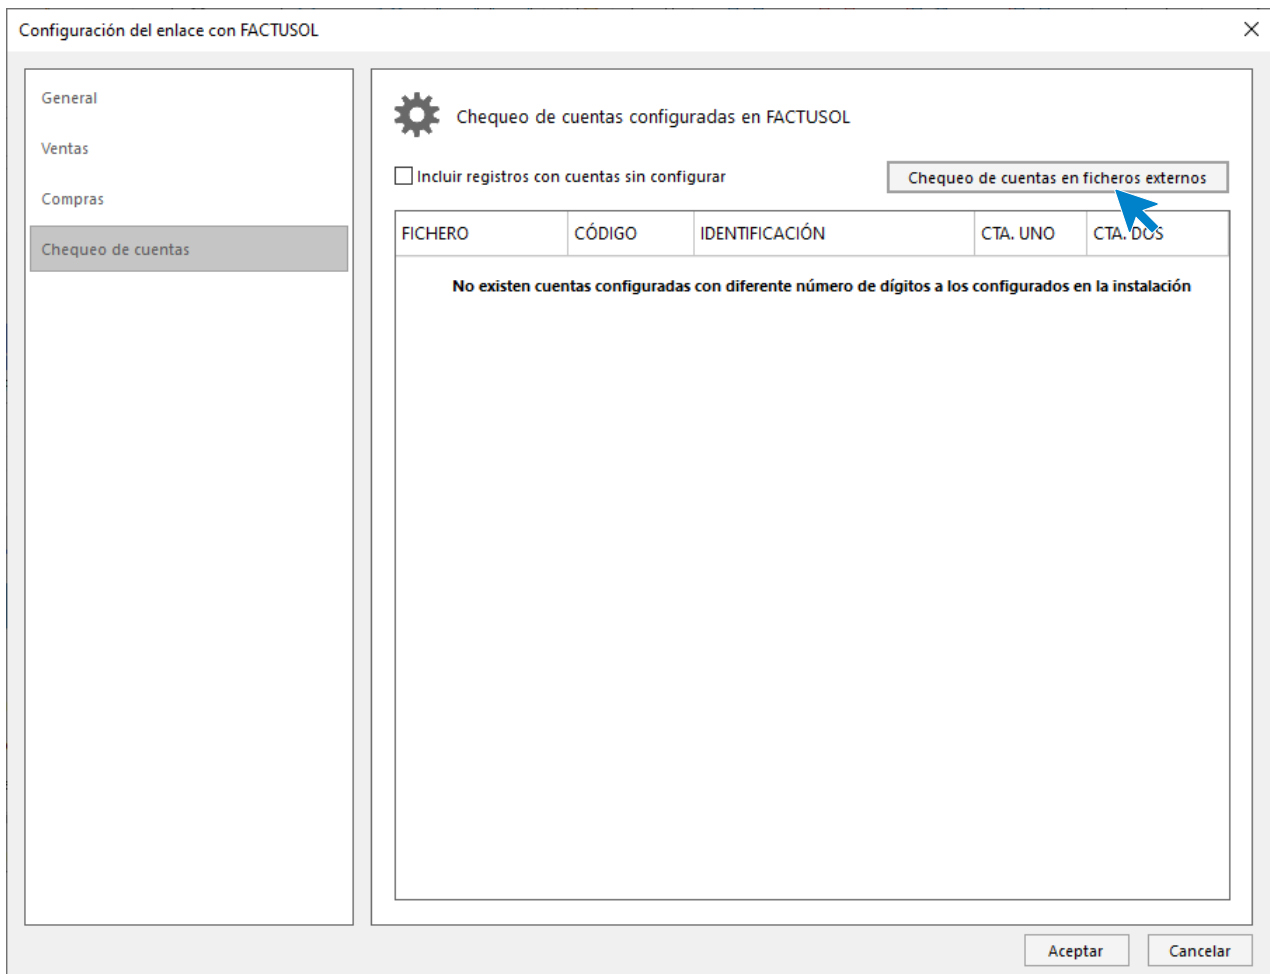 Configuración del enlace con FACTUSOL
General
Ventas
Compras
Chequeo de cuentas
Chequeo de cuentas configuradas en FACTUSOL
Incluir registros con cuentas sin configurar
Chequeo de cuentas en ficheros externos
FICHERO CÓDIGO IDENTIFICACIÓN CTA. UNO CTA. DOS
No existen cuentas configuradas con diferente número de dígitos a los configurados en la instalación
Aceptar Cancelar